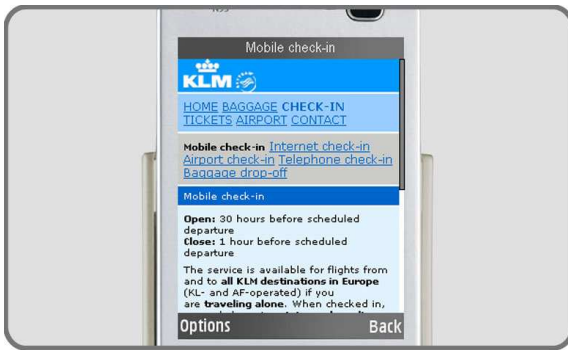 N95
Mobile check-in
KLM
HOME BAGGAGE CHECK-IN
TICKETS AIRPORT CONTACT
Mobile check-in Internet check-in
Airport check-in Telephone check-in
Baggage drop-off
Mobile check-in
Open: 30 hours before scheduled
departure
Close: 1 hour before scheduled
departure
The service is available for flights from
and to all KLM destinations in Europe
(KL- and AF-operated) if you
are traveling alone. When checked in,
Options Back